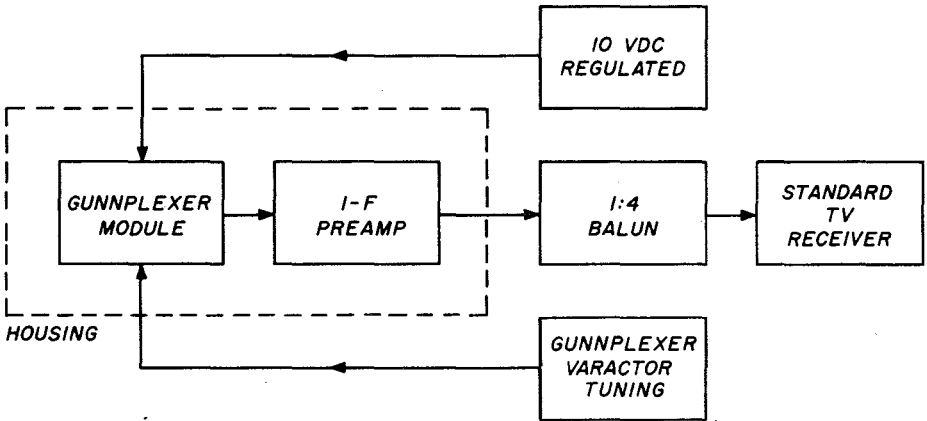 10 VDC
REGULATED
GUNNPLEXER
MODULE
I-F
PREAMP
1:4
BALUN
STANDARD
TV
RECEIVER
HOUSING
GUNNPLEXER
VARACTOR
TUNING